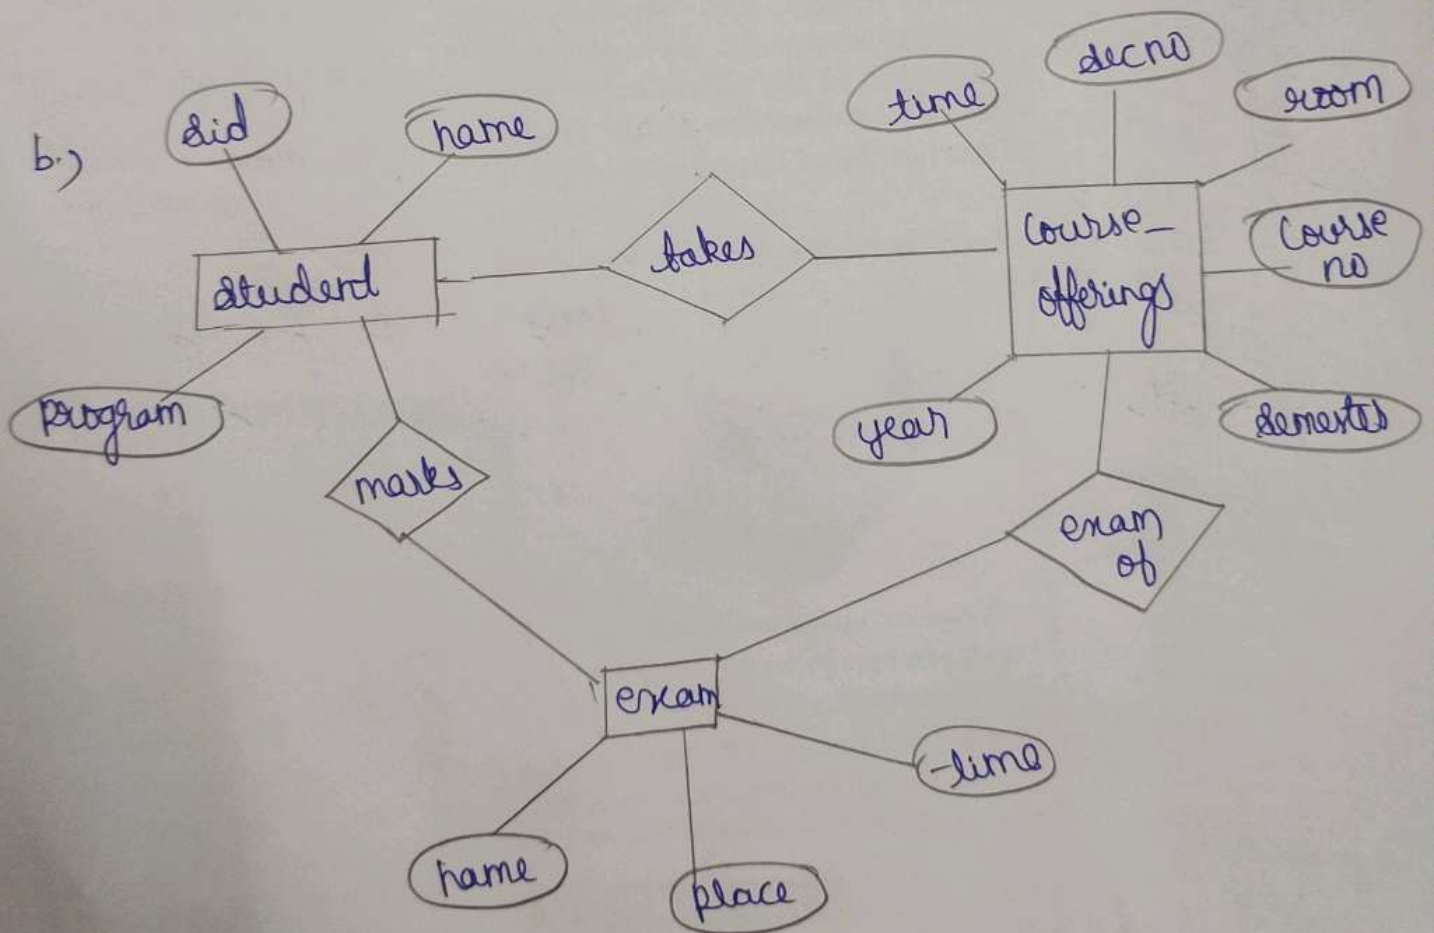 b.)
sid
name
time
secno
room
student
takes
course-
offerings
course
no
program
marks
year
semester
exam
of
exam
time
name
place